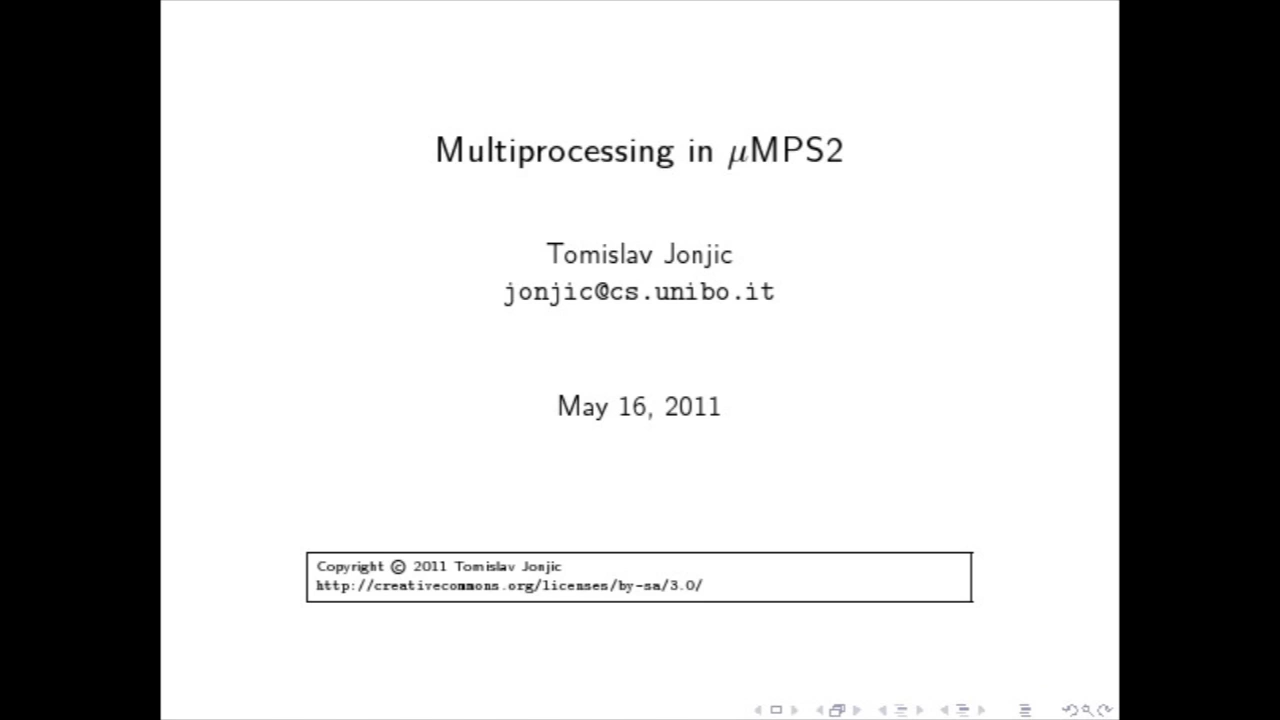 Multiprocessing in μMPS2
Tomislav Jonjic
jonjic@cs.unibo.it
May 16, 2011
Copyright © 2011 Tomislav Jonjic
http://creativecommons.org/licenses/by-sa/3.0/